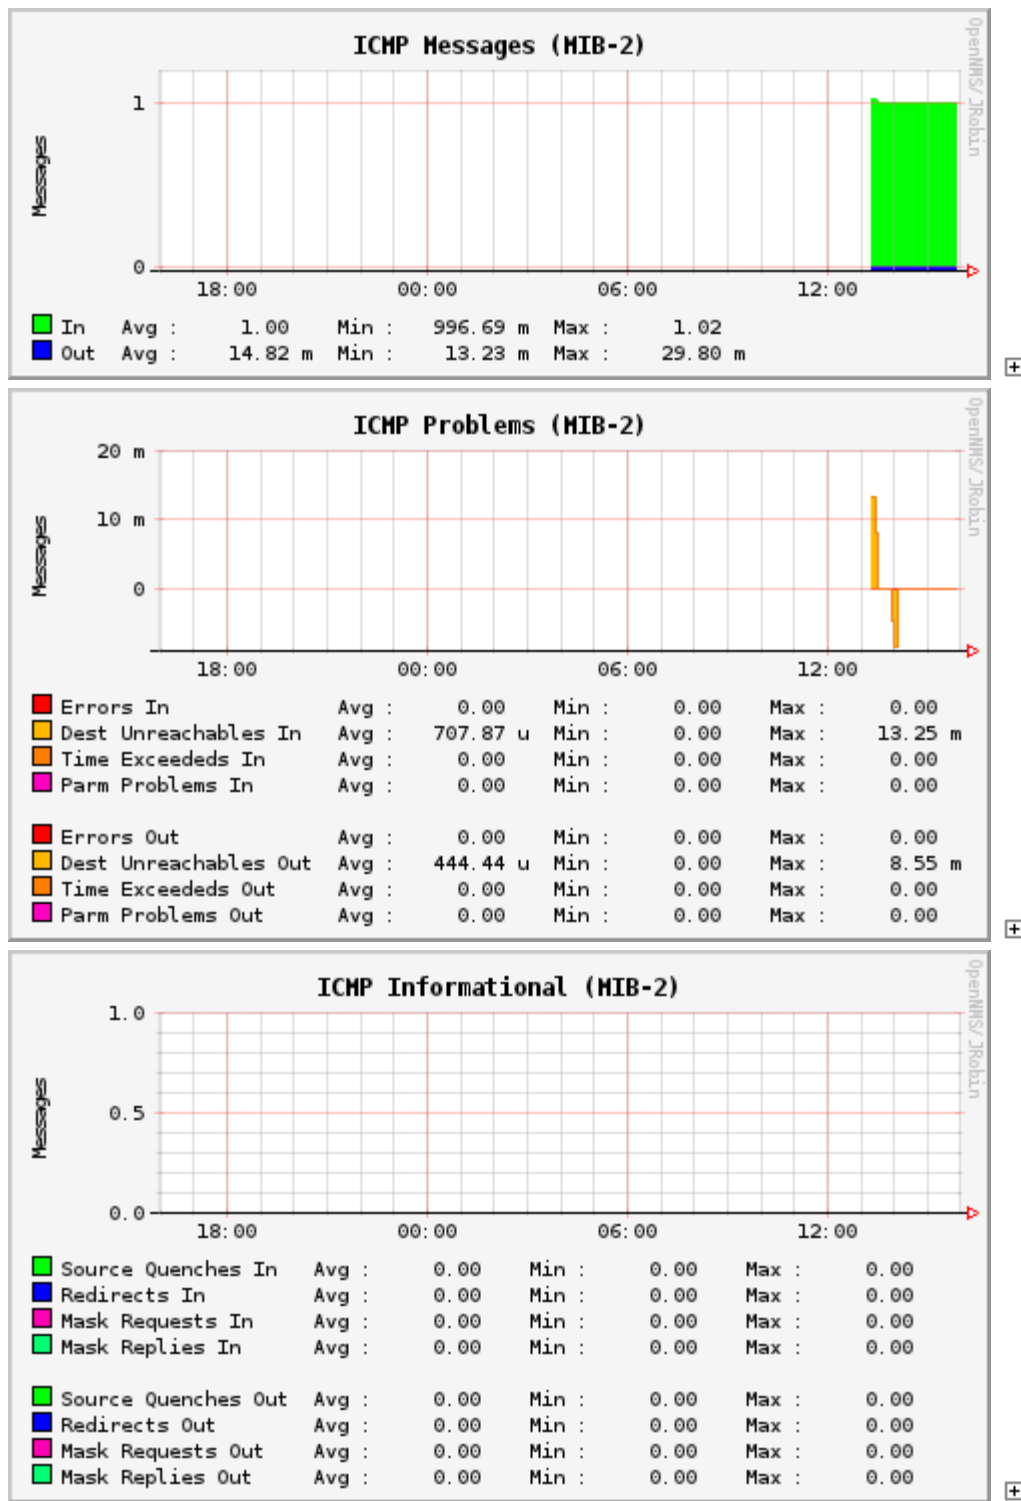 ICMP Messages (MIB-2)
OpenNMS/JRobin
Messages
1
0
18:00 00:00 06:00 12:00
In Avg : 1.00 Min : 996.69 m Max : 1.02
Out Avg : 14.82 m Min : 13.23 m Max : 29.80 m
ICMP Problems (MIB-2)
OpenNMS/JRobin
Messages
20 m
10 m
0
18:00 00:00 06:00 12:00
Errors In Avg : 0.00 Min : 0.00 Max : 0.00
Dest Unreachables In Avg : 707.87 u Min : 0.00 Max : 13.25 m
Time Exceededs In Avg : 0.00 Min : 0.00 Max : 0.00
Parm Problems In Avg : 0.00 Min : 0.00 Max : 0.00
Errors Out Avg : 0.00 Min : 0.00 Max : 0.00
Dest Unreachables Out Avg : 444.44 u Min : 0.00 Max : 8.55 m
Time Exceededs Out Avg : 0.00 Min : 0.00 Max : 0.00
Parm Problems Out Avg : 0.00 Min : 0.00 Max : 0.00
ICMP Informational (MIB-2)
OpenNMS/JRobin
Messages
1.0
0.5
0.0
18:00 00:00 06:00 12:00
Source Quenches In Avg : 0.00 Min : 0.00 Max : 0.00
Redirects In Avg : 0.00 Min : 0.00 Max : 0.00
Mask Requests In Avg : 0.00 Min : 0.00 Max : 0.00
Mask Replies In Avg : 0.00 Min : 0.00 Max : 0.00
Source Quenches Out Avg : 0.00 Min : 0.00 Max : 0.00
Redirects Out Avg : 0.00 Min : 0.00 Max : 0.00
Mask Requests Out Avg : 0.00 Min : 0.00 Max : 0.00
Mask Replies Out Avg : 0.00 Min : 0.00 Max : 0.00